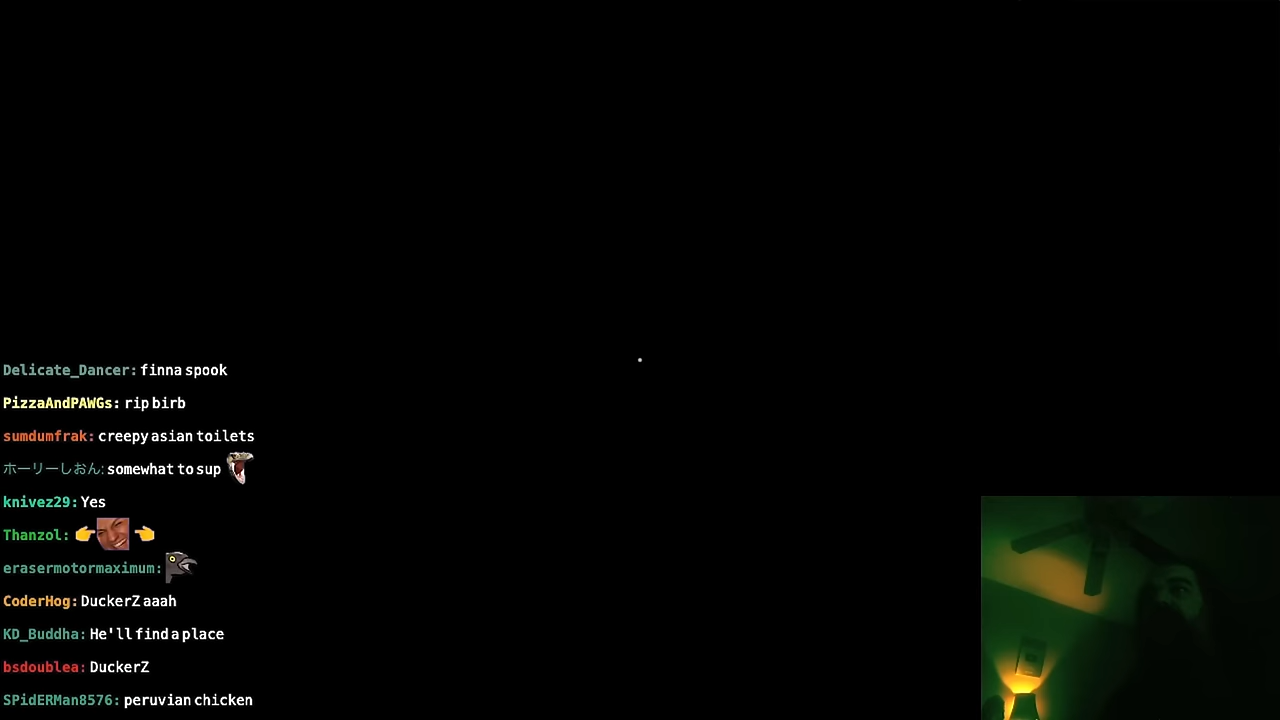 Delicate_Dancer: finna spook
PizzaAndPAWGs: rip birb
sumdumfrak: creepy asian toilets
ホーリーしおん: somewhat to sup
knivez29: Yes
Thanzol:
erasermotormaximum:
CoderHog: DuckerZ aaah
KD_Buddha: He'll find a place
bsdoublea: DuckerZ
SPidERMan8576: peruvian chicken